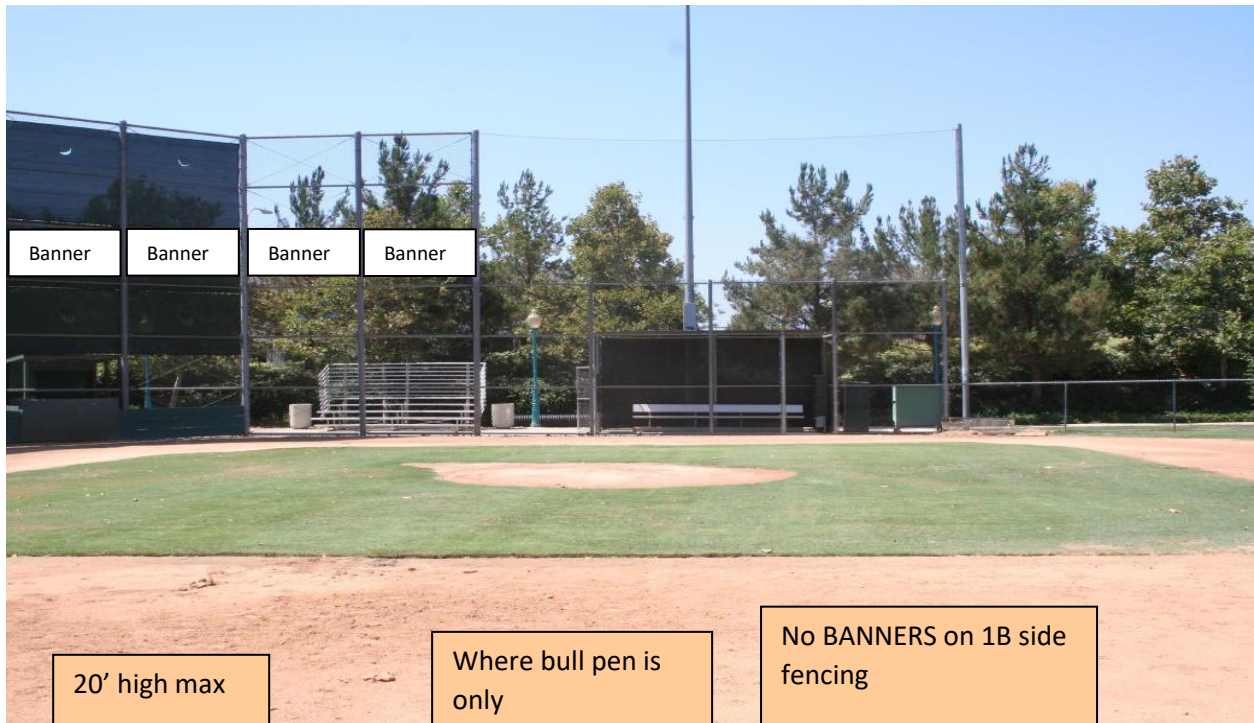 Banner Banner Banner Banner
20’ high max
Where bull pen is
only
No BANNERS on 1B side
fencing